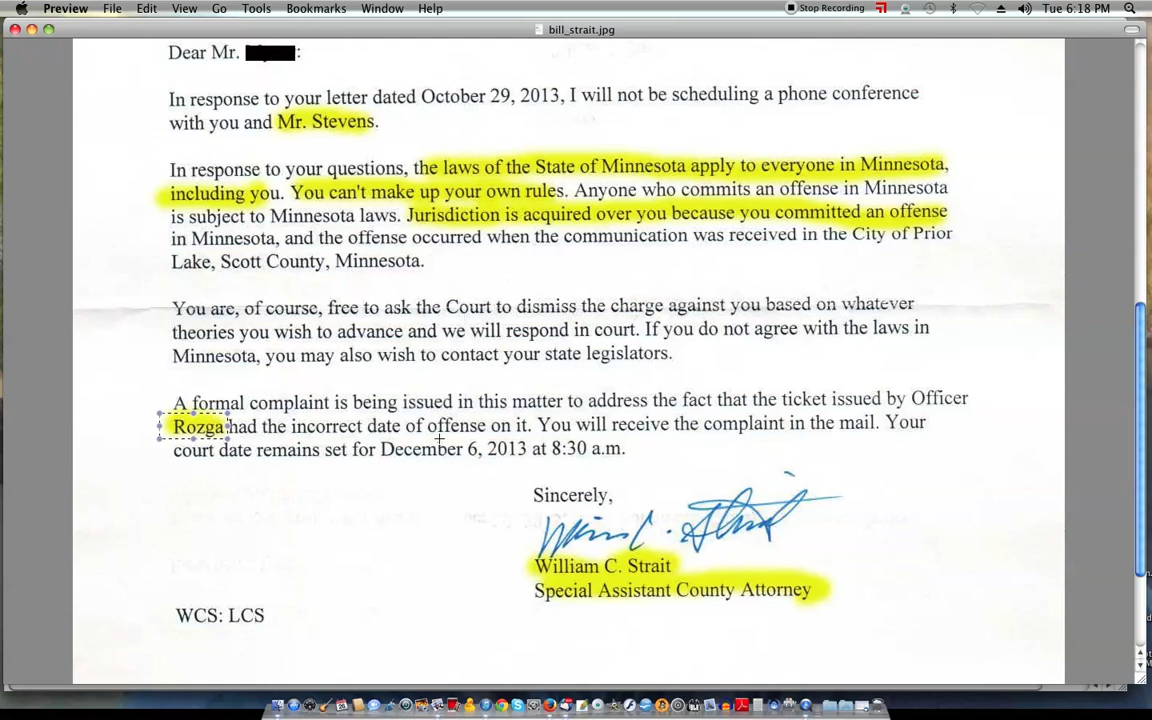 Preview File Edit View Go Tools Bookmarks Window Help Stop Recording Tue 6:18 PM
bill_strait.jpg
Dear Mr. :
In response to your letter dated October 29, 2013, I will not be scheduling a phone conference
with you and Mr. Stevens.
In response to your questions, the laws of the State of Minnesota apply to everyone in Minnesota,
including you. You can't make up your own rules. Anyone who commits an offense in Minnesota
is subject to Minnesota laws. Jurisdiction is acquired over you because you committed an offense
in Minnesota, and the offense occurred when the communication was received in the City of Prior
Lake, Scott County, Minnesota.
You are, of course, free to ask the Court to dismiss the charge against you based on whatever
theories you wish to advance and we will respond in court. If you do not agree with the laws in
Minnesota, you may also wish to contact your state legislators.
A formal complaint is being issued in this matter to address the fact that the ticket issued by Officer
Rozga had the incorrect date of offense on it. You will receive the complaint in the mail. Your
court date remains set for December 6, 2013 at 8:30 a.m.
Sincerely,
William C. Strait
William C. Strait
Special Assistant County Attorney
WCS: LCS